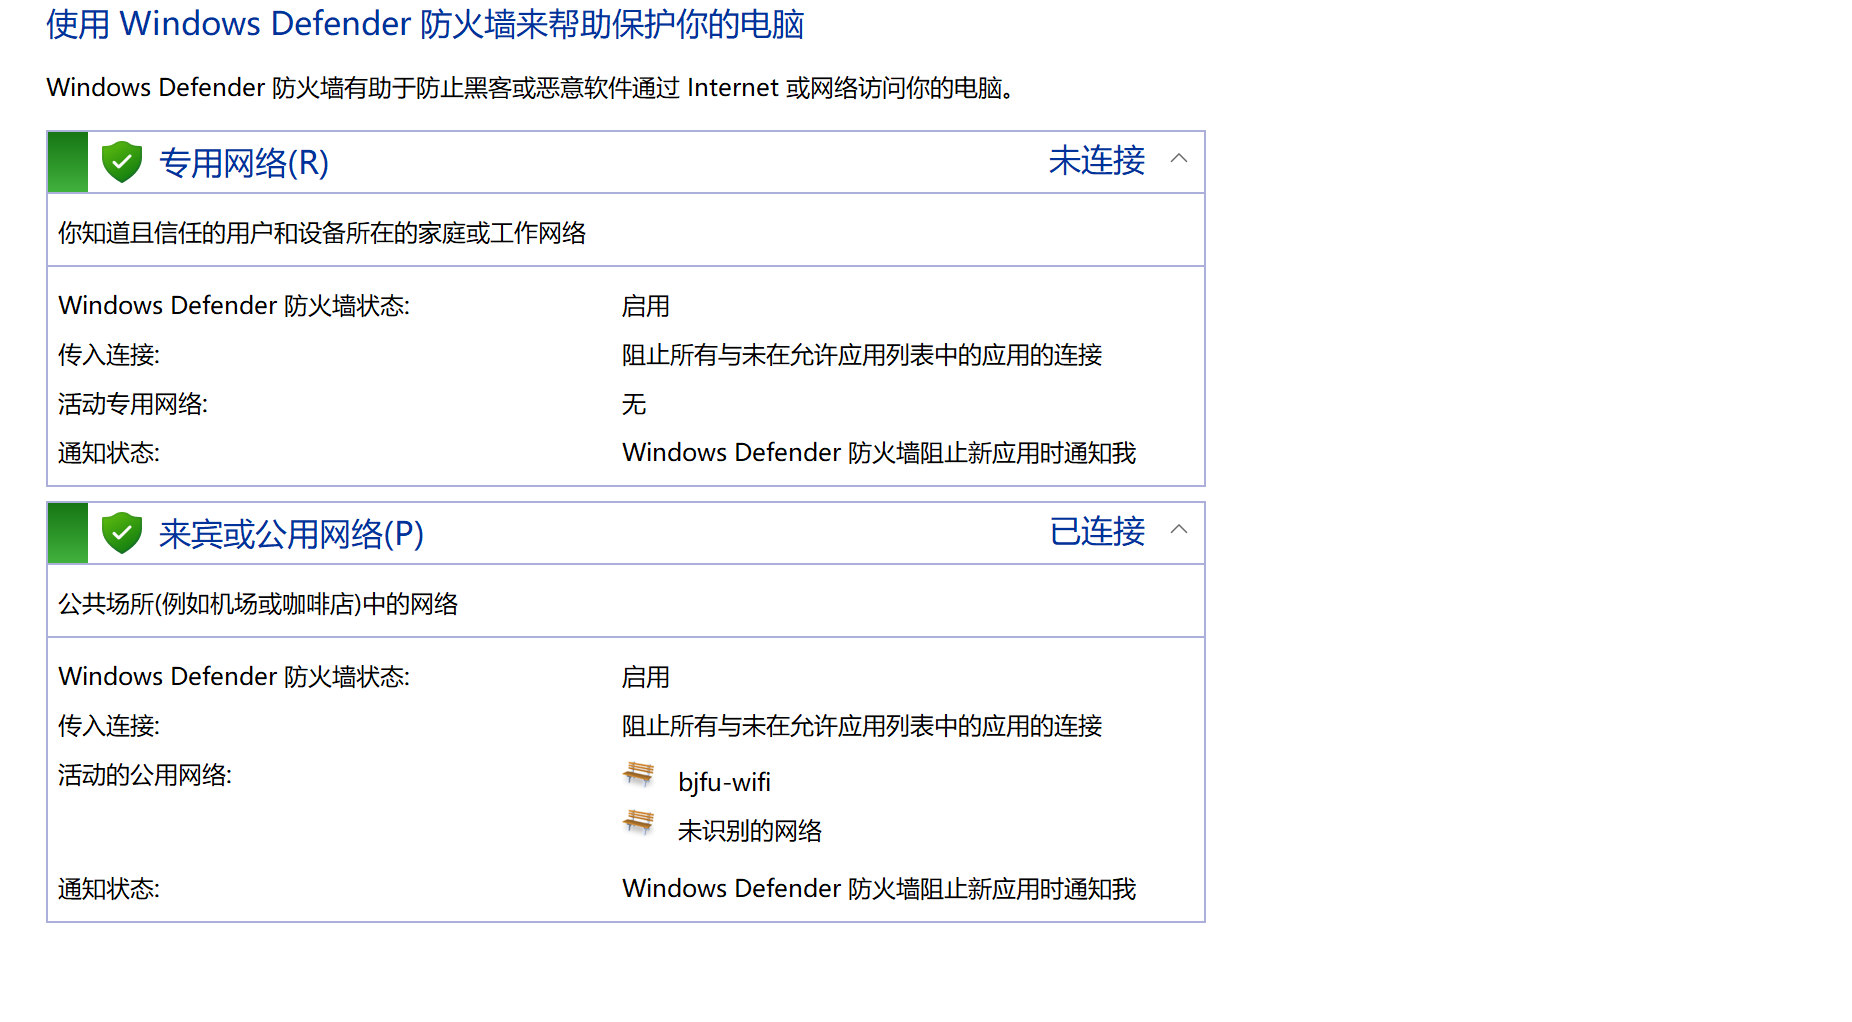 使用 Windows Defender 防火墙来帮助保护你的电脑
Windows Defender 防火墙有助于防止黑客或恶意软件通过 Internet 或网络访问你的电脑。
专用网络(R) 未连接
你知道且信任的用户和设备所在的家庭或工作网络
Windows Defender 防火墙状态: 启用
传入连接: 阻止所有与未在允许应用列表中的应用的连接
活动专用网络: 无
通知状态: Windows Defender 防火墙阻止新应用时通知我
来宾或公用网络(P) 已连接
公共场所(例如机场或咖啡店)中的网络
Windows Defender 防火墙状态: 启用
传入连接: 阻止所有与未在允许应用列表中的应用的连接
活动的公用网络: bjfu-wifi
未识别的网络
通知状态: Windows Defender 防火墙阻止新应用时通知我